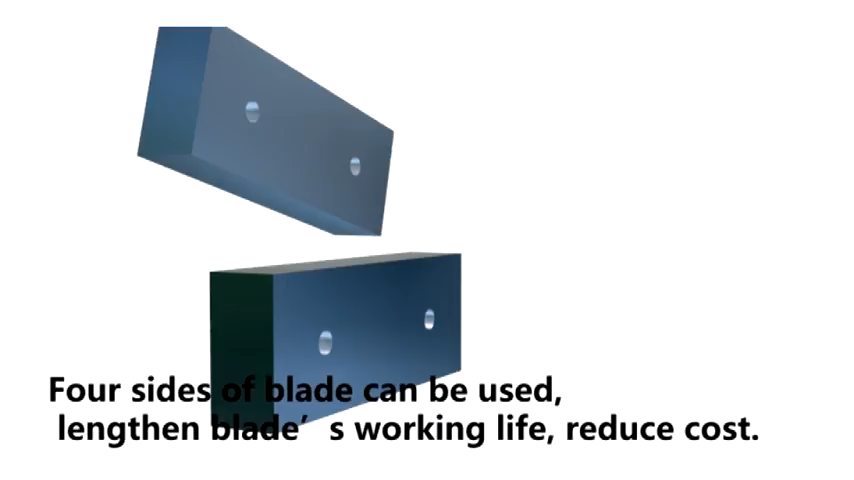 Four sides of blade can be used,
lengthen blade’s working life, reduce cost.